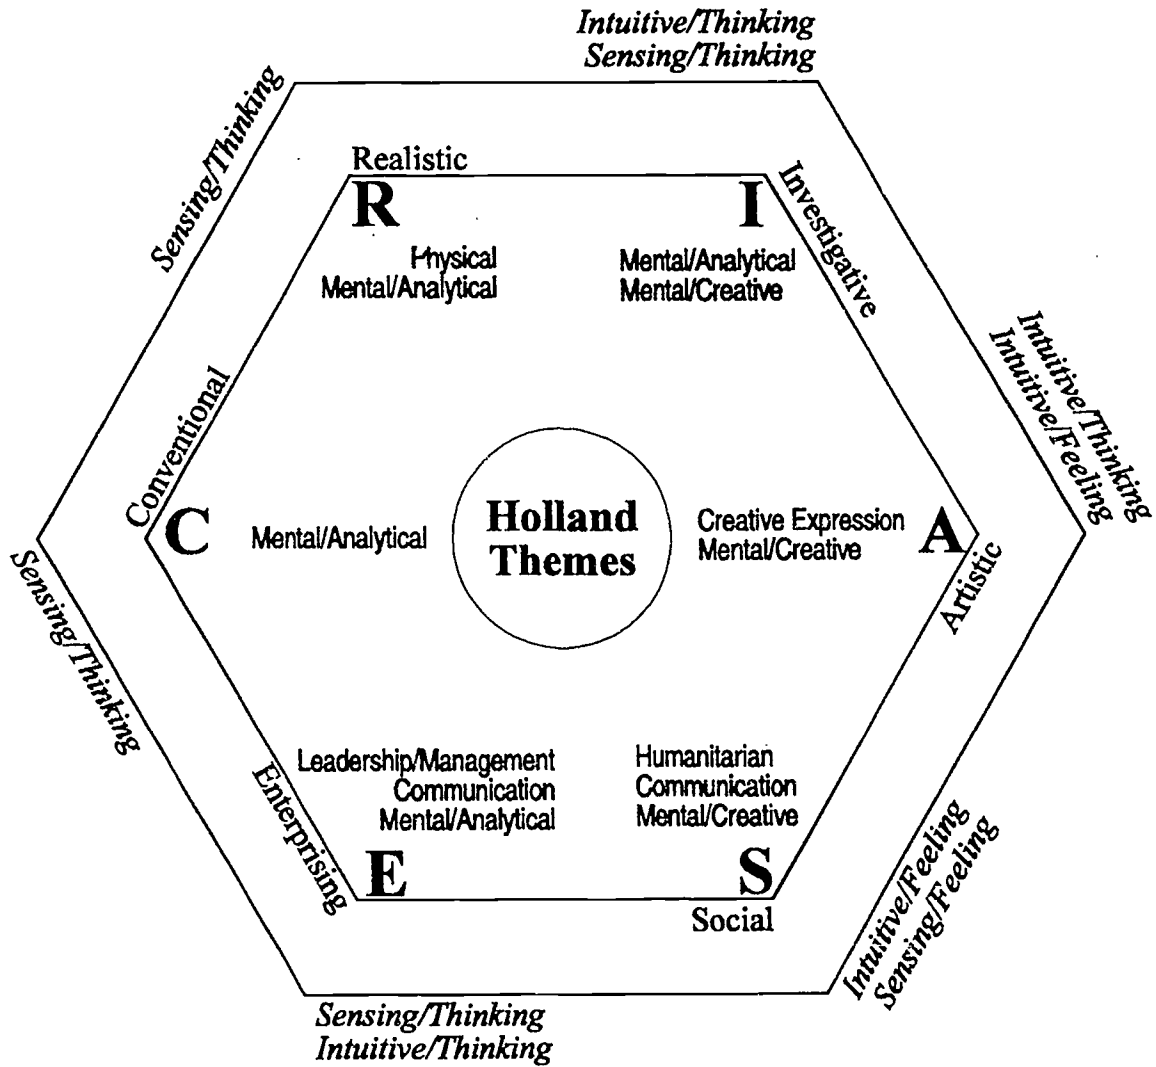 Intuitive/Thinking
Sensing/Thinking
Sensing/Thinking
Realistic
R
I
Investigative
Physical
Mental/Analytical
Mental/Analytical
Mental/Creative
Intuitive/Thinking
Intuitive/Feeling
Conventional
C
Mental/Analytical
Holland
Themes
Creative Expression
Mental/Creative
A
Artistic
Sensing/Thinking
Enterprising
Leadership/Management
Communication
Mental/Analytical
E
Humanitarian
Communication
Mental/Creative
S
Social
Intuitive/Feeling
Sensing/Feeling
Sensing/Thinking
Intuitive/Thinking